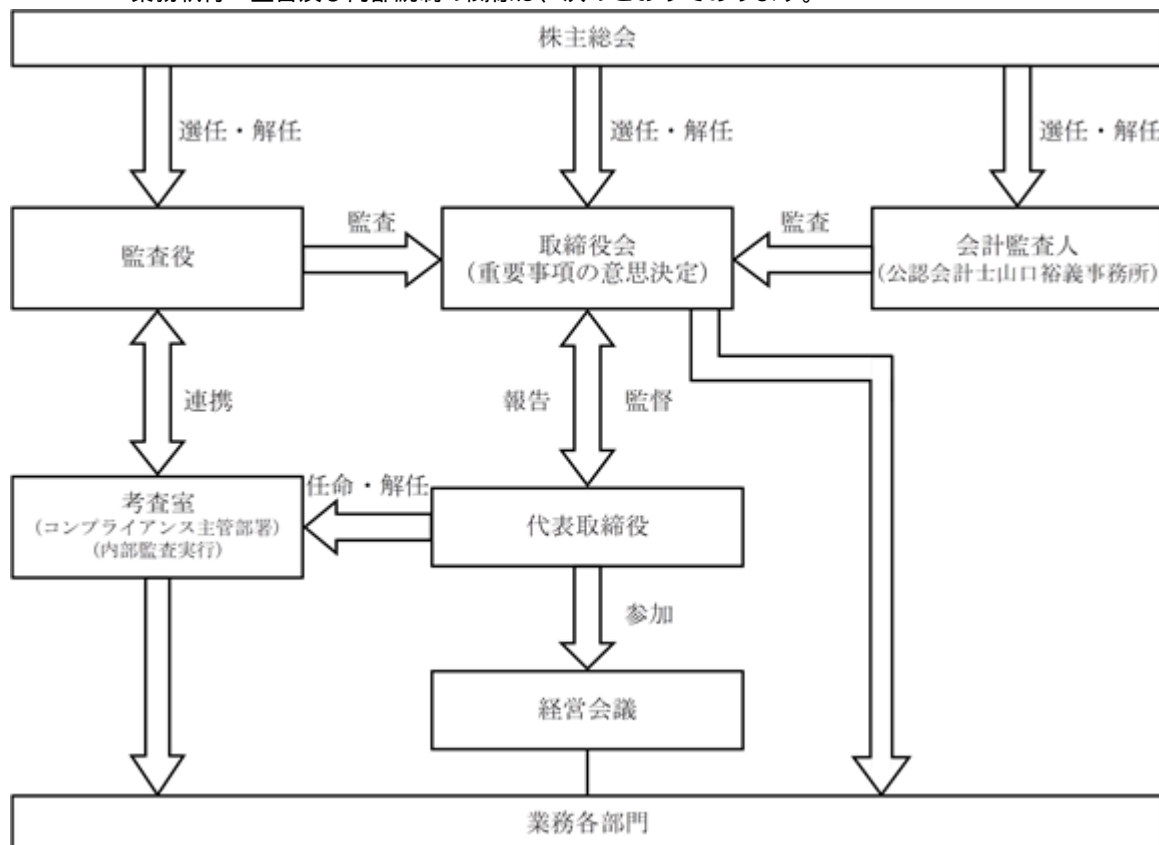 株主総会
選任・解任
選任・解任
選任・解任
監査役
監査
取締役会
(重要事項の意思決定)
監査
会計監査人
(公認会計士山口裕義事務所)
連携
報告
監督
考査室
(コンプライアンス主管部署)
(内部監査実行)
任命・解任
代表取締役
参加
経営会議
業務各部門